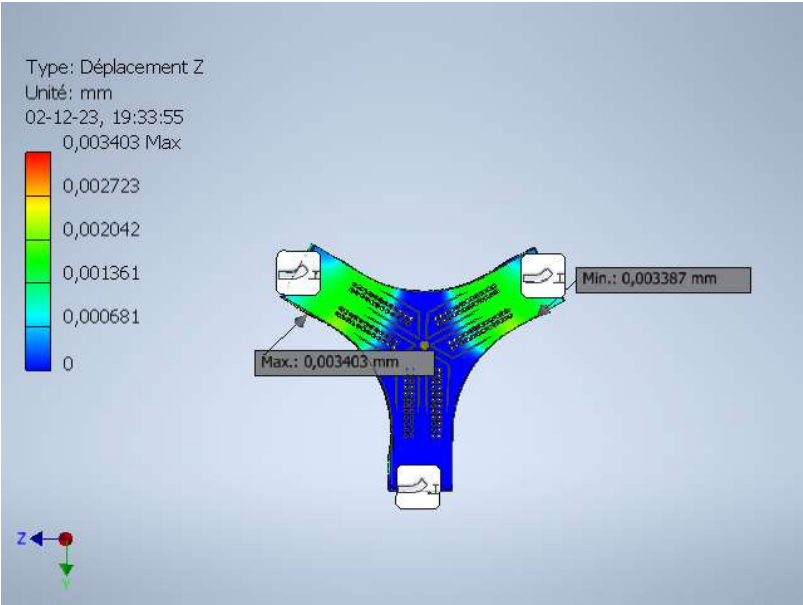 Type: Déplacement Z
Unité: mm
02-12-23, 19:33:55
0,003403 Max
0,002723
0,002042
0,001361
0,000681
0
Min.: 0,003387 mm
Max.: 0,003403 mm
Z
Y